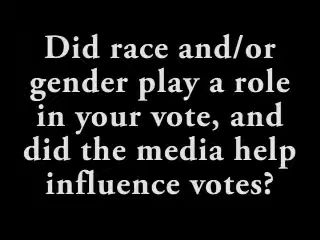 Did race and/or
gender play a role
in your vote, and
did the media help
influence votes?